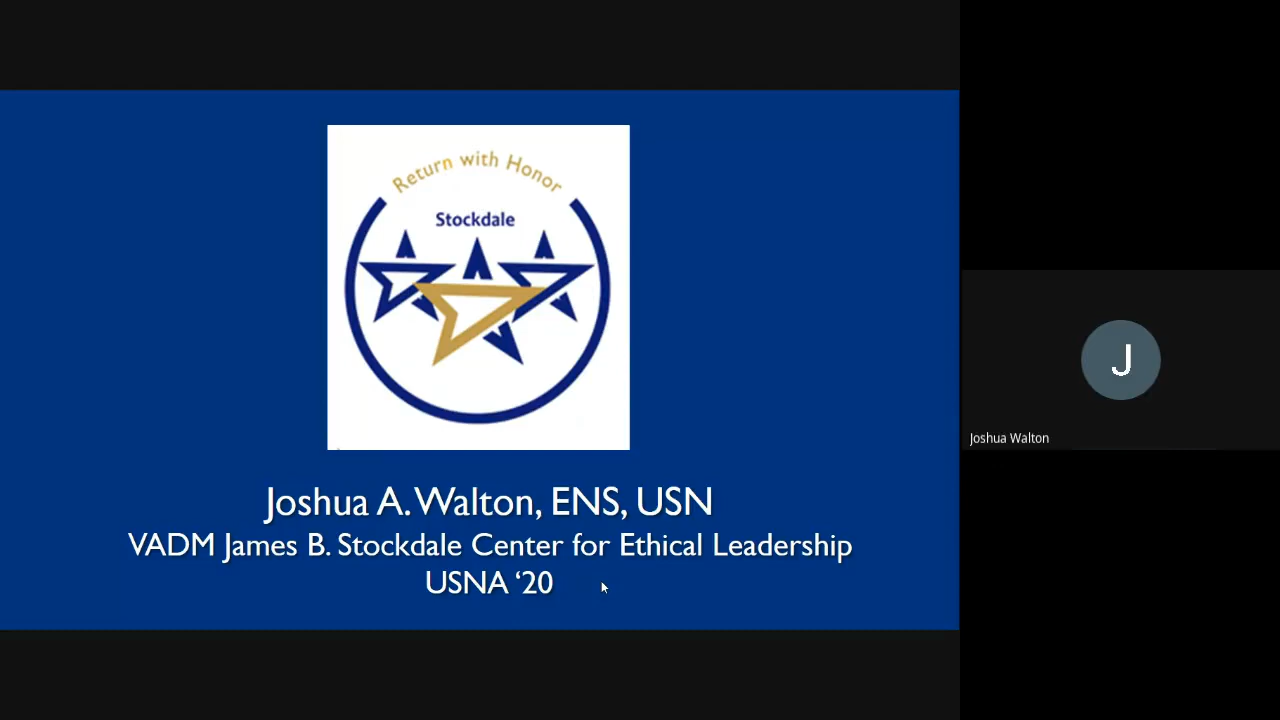 Return with Honor
Stockdale
Joshua A. Walton, ENS, USN
VADM James B. Stockdale Center for Ethical Leadership
USNA ‘20
J
Joshua Walton